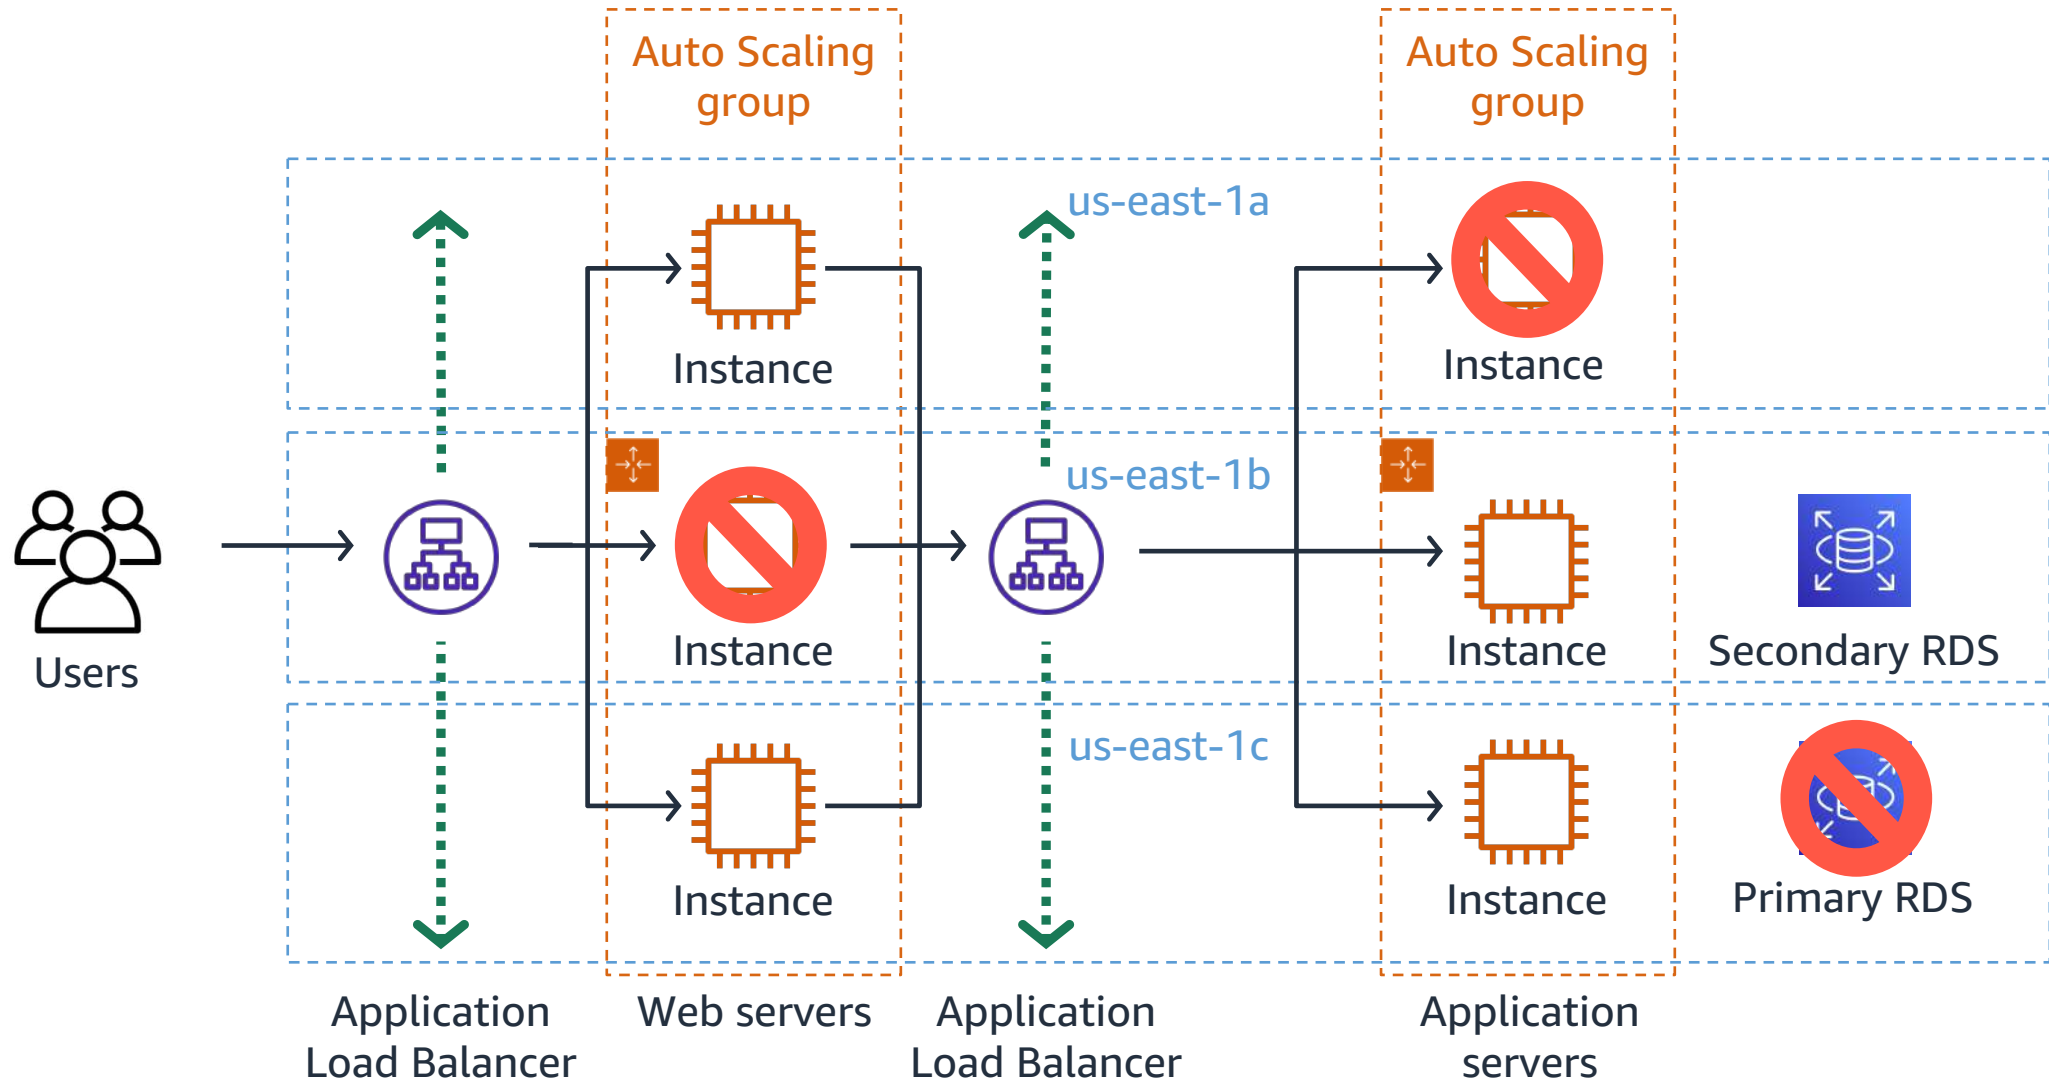 Auto Scaling
group
Auto Scaling
group
us-east-1a
Instance
Instance
us-east-1b
Users
Instance
Instance
Secondary RDS
us-east-1c
Instance
Instance
Primary RDS
Application
Load Balancer
Web servers
Application
Load Balancer
Application
servers